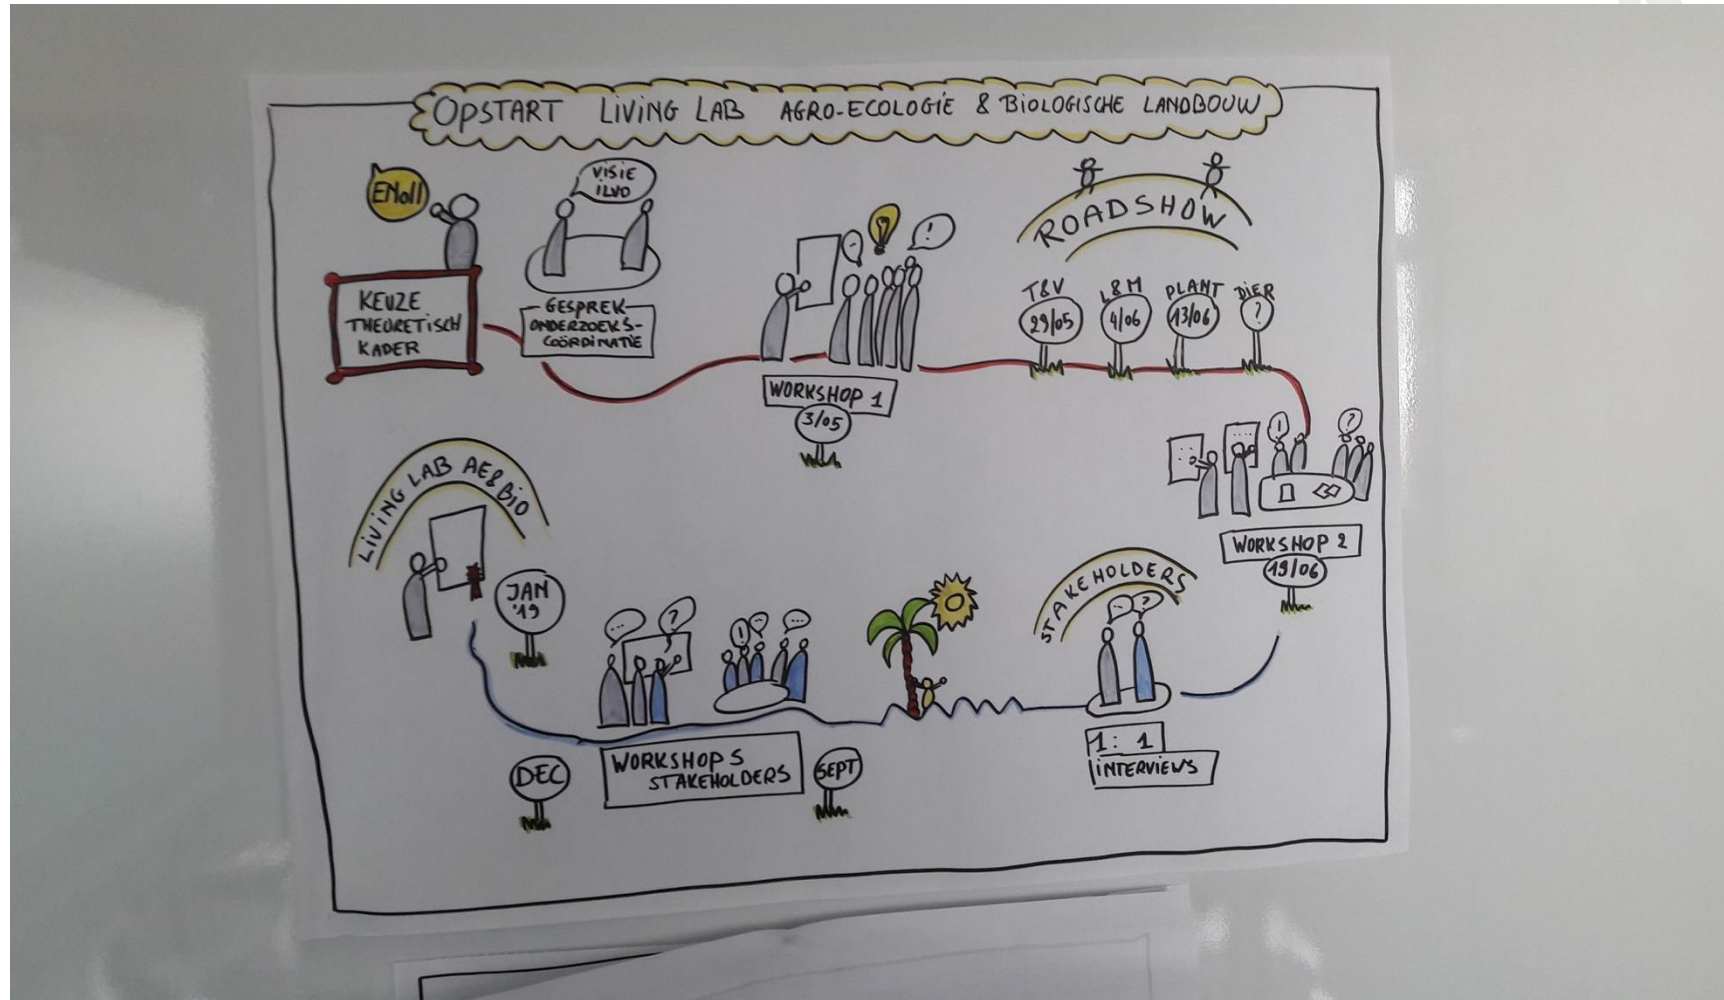 OPSTART LIVING LAB AGRO-ECOLOGIE & BIOLOGISCHE LANDBOUW
ENoll
KEUZE
THEORETISCH
KADER
VISIE
ILVO
GESPREK
ONDERZOEKS-
COÖRDINATIE
WORKSHOP 1
3/05
ROADSHOW
T&V
29/05
L&M
4/06
PLANT
13/06
DIER
?
WORKSHOP 2
19/06
STAKEHOLDERS
1:1
INTERVIEWS
SEPT
WORKSHOPS
STAKEHOLDERS
DEC
LIVING LAB AE&BIO
JAN
'19